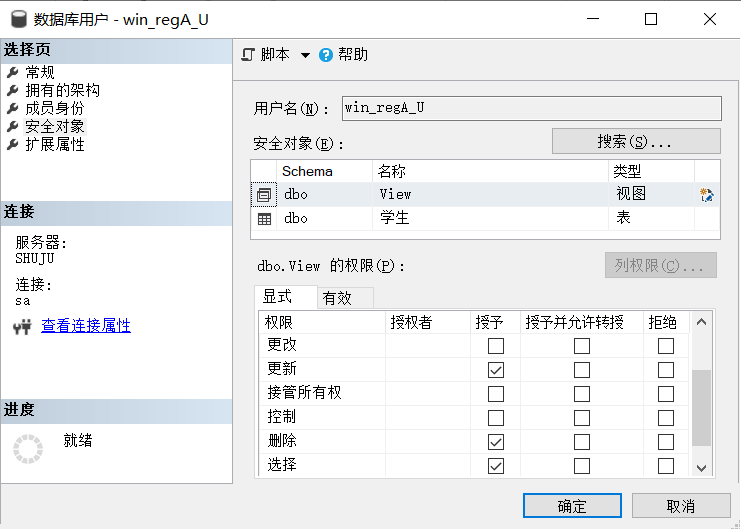 数据库用户 - win_regA_U
选择页
常规
拥有的架构
成员身份
安全对象
扩展属性
连接
服务器:
SHUJU
连接:
sa
查看连接属性
进度
就绪
脚本 帮助
用户名(N): win_regA_U
安全对象(E): 搜索(S)...
Schema 名称 类型
dbo View 视图
dbo 学生 表
dbo.View 的权限(P): 列权限(C)...
显式 有效
权限 授权者 授予 授予并允许转授 拒绝
更改
更新
接管所有权
控制
删除
选择
确定 取消